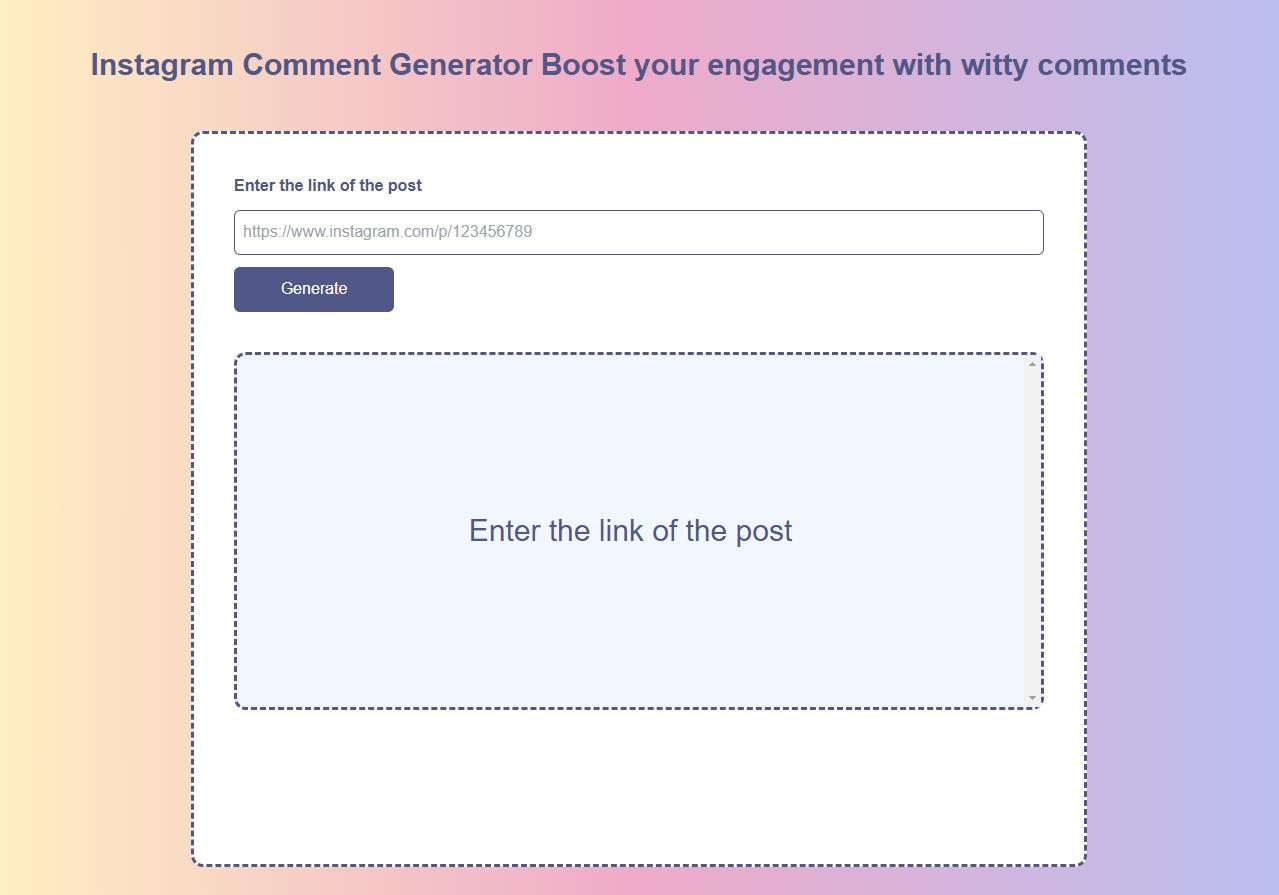 Instagram Comment Generator Boost your engagement with witty comments
Enter the link of the post
https://www.instagram.com/p/123456789
Generate
Enter the link of the post